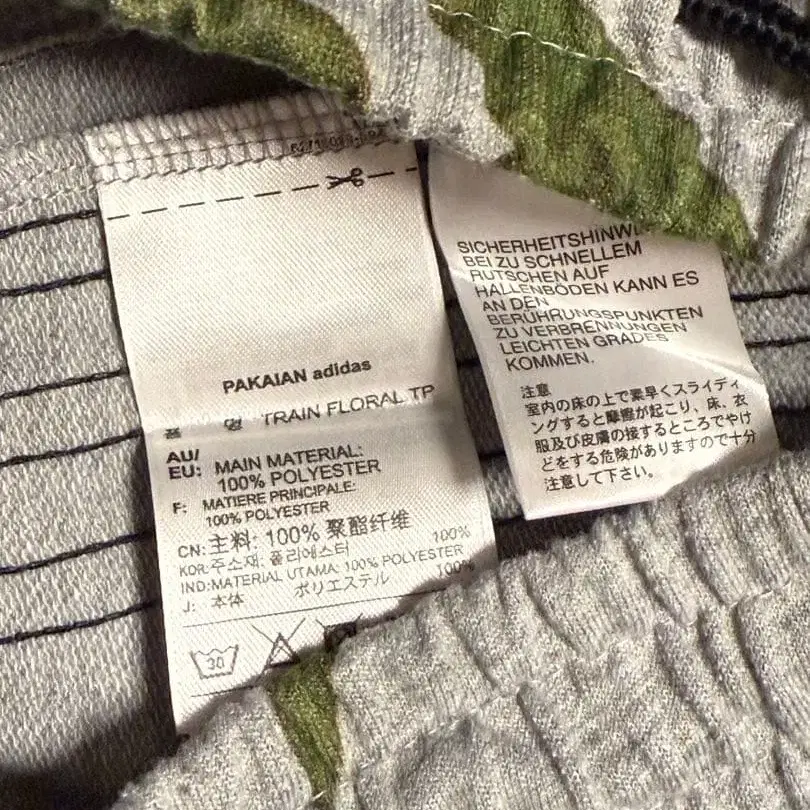 PAKAIAN adidas
품 명 TRAIN FLORAL TP
AU/
EU: MAIN MATERIAL:
100% POLYESTER
F: MATIERE PRINCIPALE:
100% POLYESTER
CN: 主料: 100% 聚酯纤维
KOR: 주소재: 폴리에스터 100%
IND: MATERIAL UTAMA: 100% POLYESTER
J: 本体 ポリエステル 100%
30
SICHERHEITSHINWEI
BEI ZU SCHNELLEM
RUTSCHEN AUF
HALLENBÖDEN KANN ES
AN DEN
BERÜHRUNGSPUNKTEN
ZU VERBRENNUNGEN
LEICHTEN GRADES
KOMMEN.
注意
室内の床の上で素早くスライディ
ングすると摩擦が起こり、床、衣
服及び皮膚の接するところでやけ
どをする危険がありますので十分
注意して下さい。